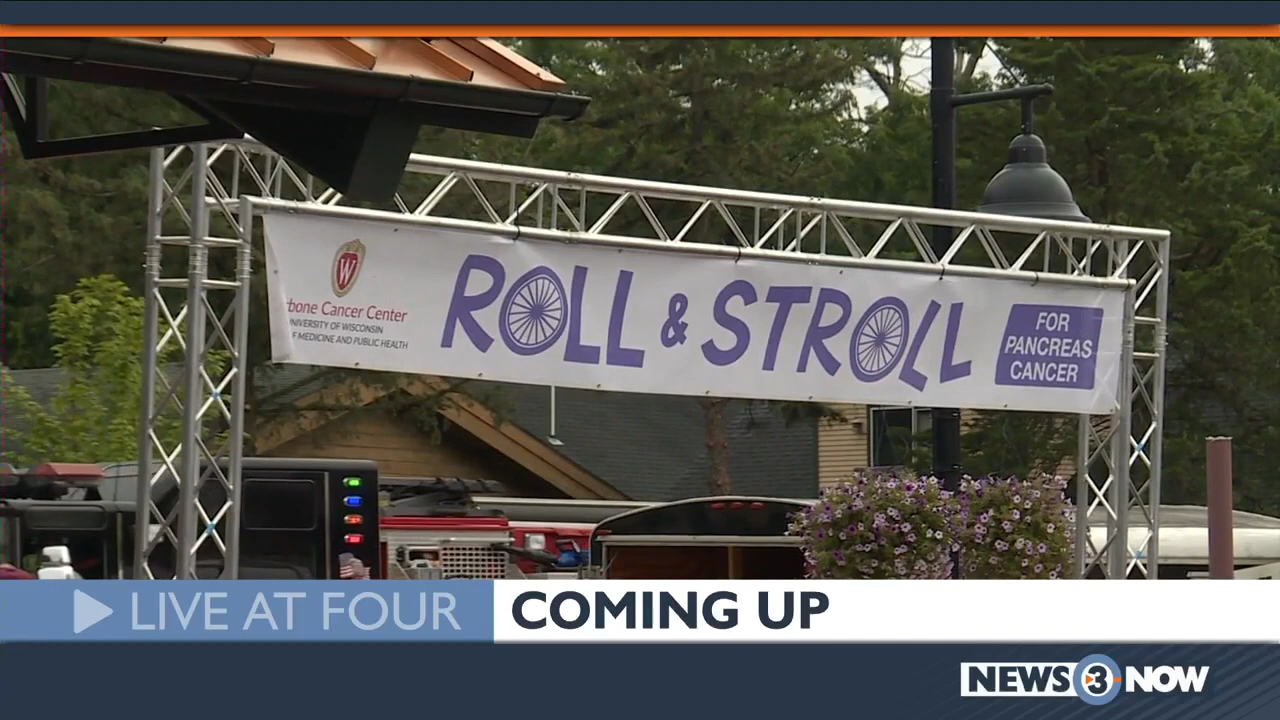 W
bone Cancer Center
UNIVERSITY OF WISCONSIN
MEDICINE AND PUBLIC HEALTH
ROLL & STROLL
FOR
PANCREAS
CANCER
LIVE AT FOUR
COMING UP
NEWS 3 NOW